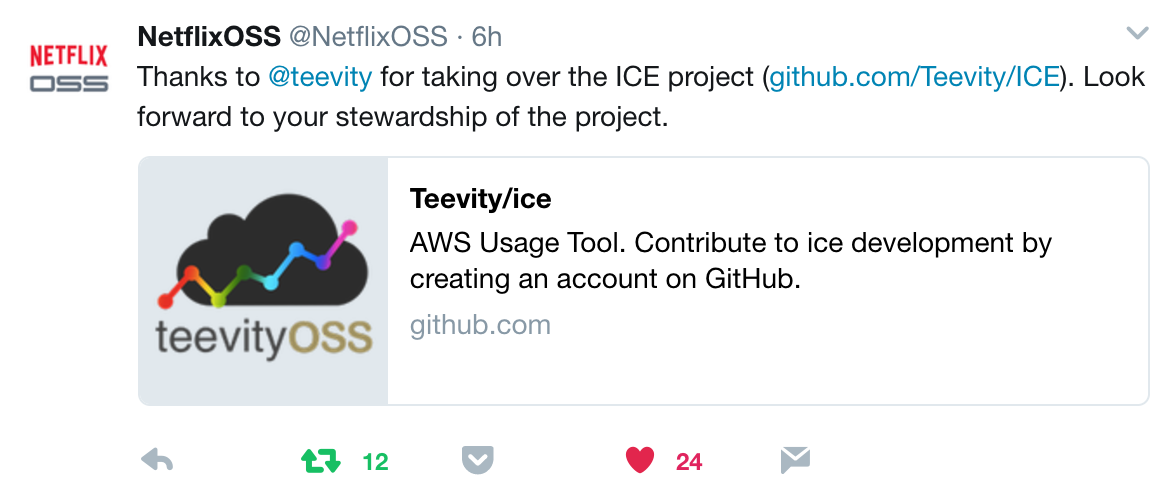 NETFLIX
OSS
NetflixOSS @NetflixOSS · 6h
Thanks to @teevity for taking over the ICE project (github.com/Teevity/ICE). Look
forward to your stewardship of the project.
teevityOSS
Teevity/ice
AWS Usage Tool. Contribute to ice development by
creating an account on GitHub.
github.com
12
24